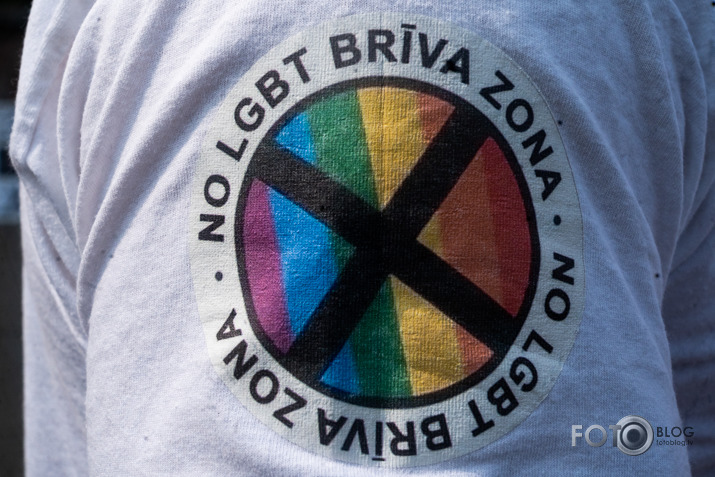 NO LGBT BRĪVA ZONA •
NO LGBT BRĪVA ZONA •
FOTO BLOG
fotoblog.lv